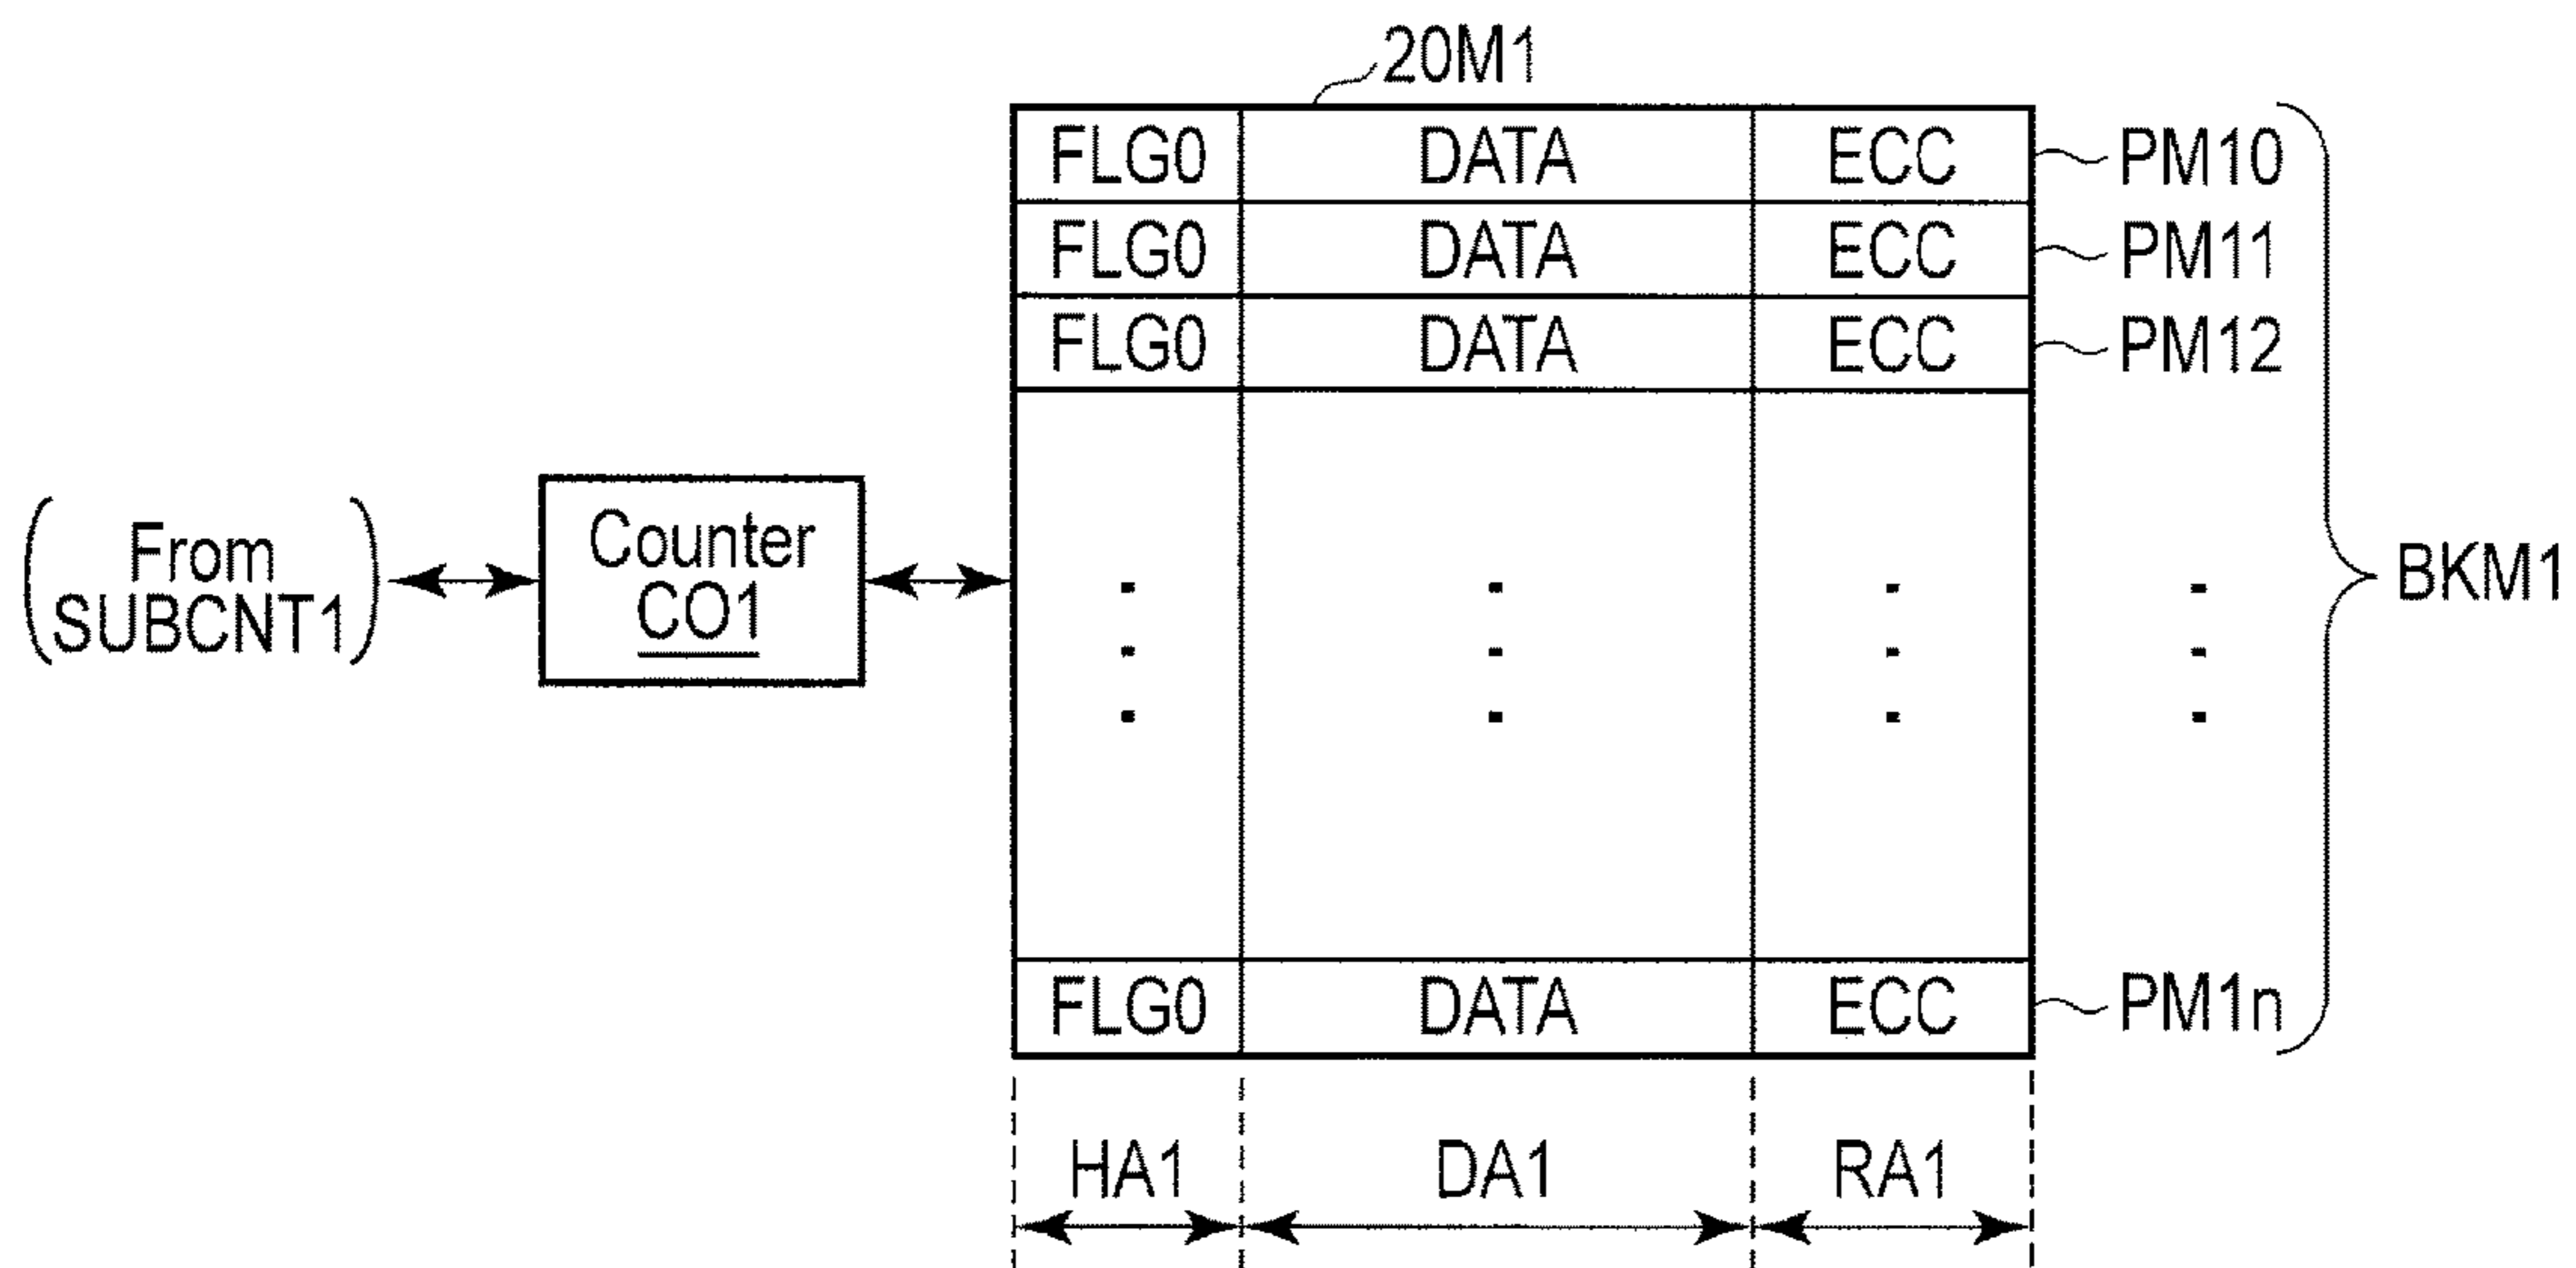 20M1
FLG0 DATA ECC PM10
FLG0 DATA ECC PM11
FLG0 DATA ECC PM12
(From SUBCNT1)
Counter
CO1
BKM1
FLG0 DATA ECC PM1n
HA1 DA1 RA1